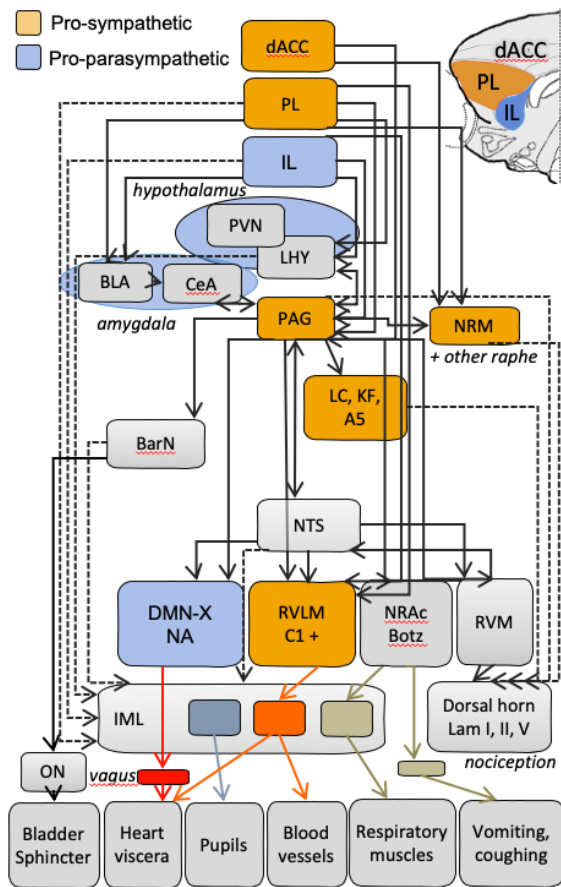 Pro-sympathetic
Pro-parasympathetic
dACC
dACC
PL
PL
IL
IL
hypothalamus
PVN
LHY
BLA
CeA
amygdala
PAG
NRM
+ other raphe
LC, KF,
A5
BarN
NTS
DMN-X
NA
RVLM
C1 +
NRAc
Botz
RVM
IML
Dorsal horn
Lam I, II, V
nociception
ON
vagus
Bladder
Sphincter
Heart
viscera
Pupils
Blood
vessels
Respiratory
muscles
Vomiting,
coughing